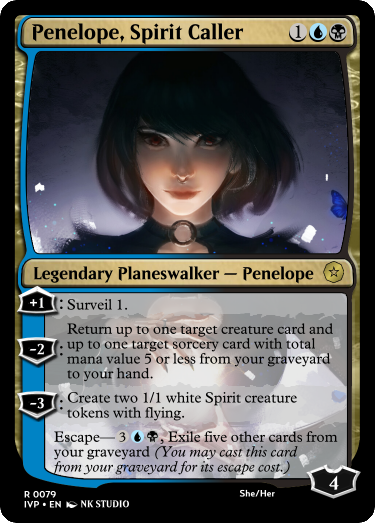 Penelope, Spirit Caller 1
Legendary Planeswalker — Penelope
+1: Surveil 1.
-2: Return up to one target creature card and
up to one target sorcery card with total
mana value 5 or less from your graveyard
to your hand.
-3: Create two 1/1 white Spirit creature
tokens with flying.
Escape— 3, Exile five other cards from
your graveyard (You may cast this card
from your graveyard for its escape cost.)
4
R 0079
IVP • EN NK STUDIO
She/Her